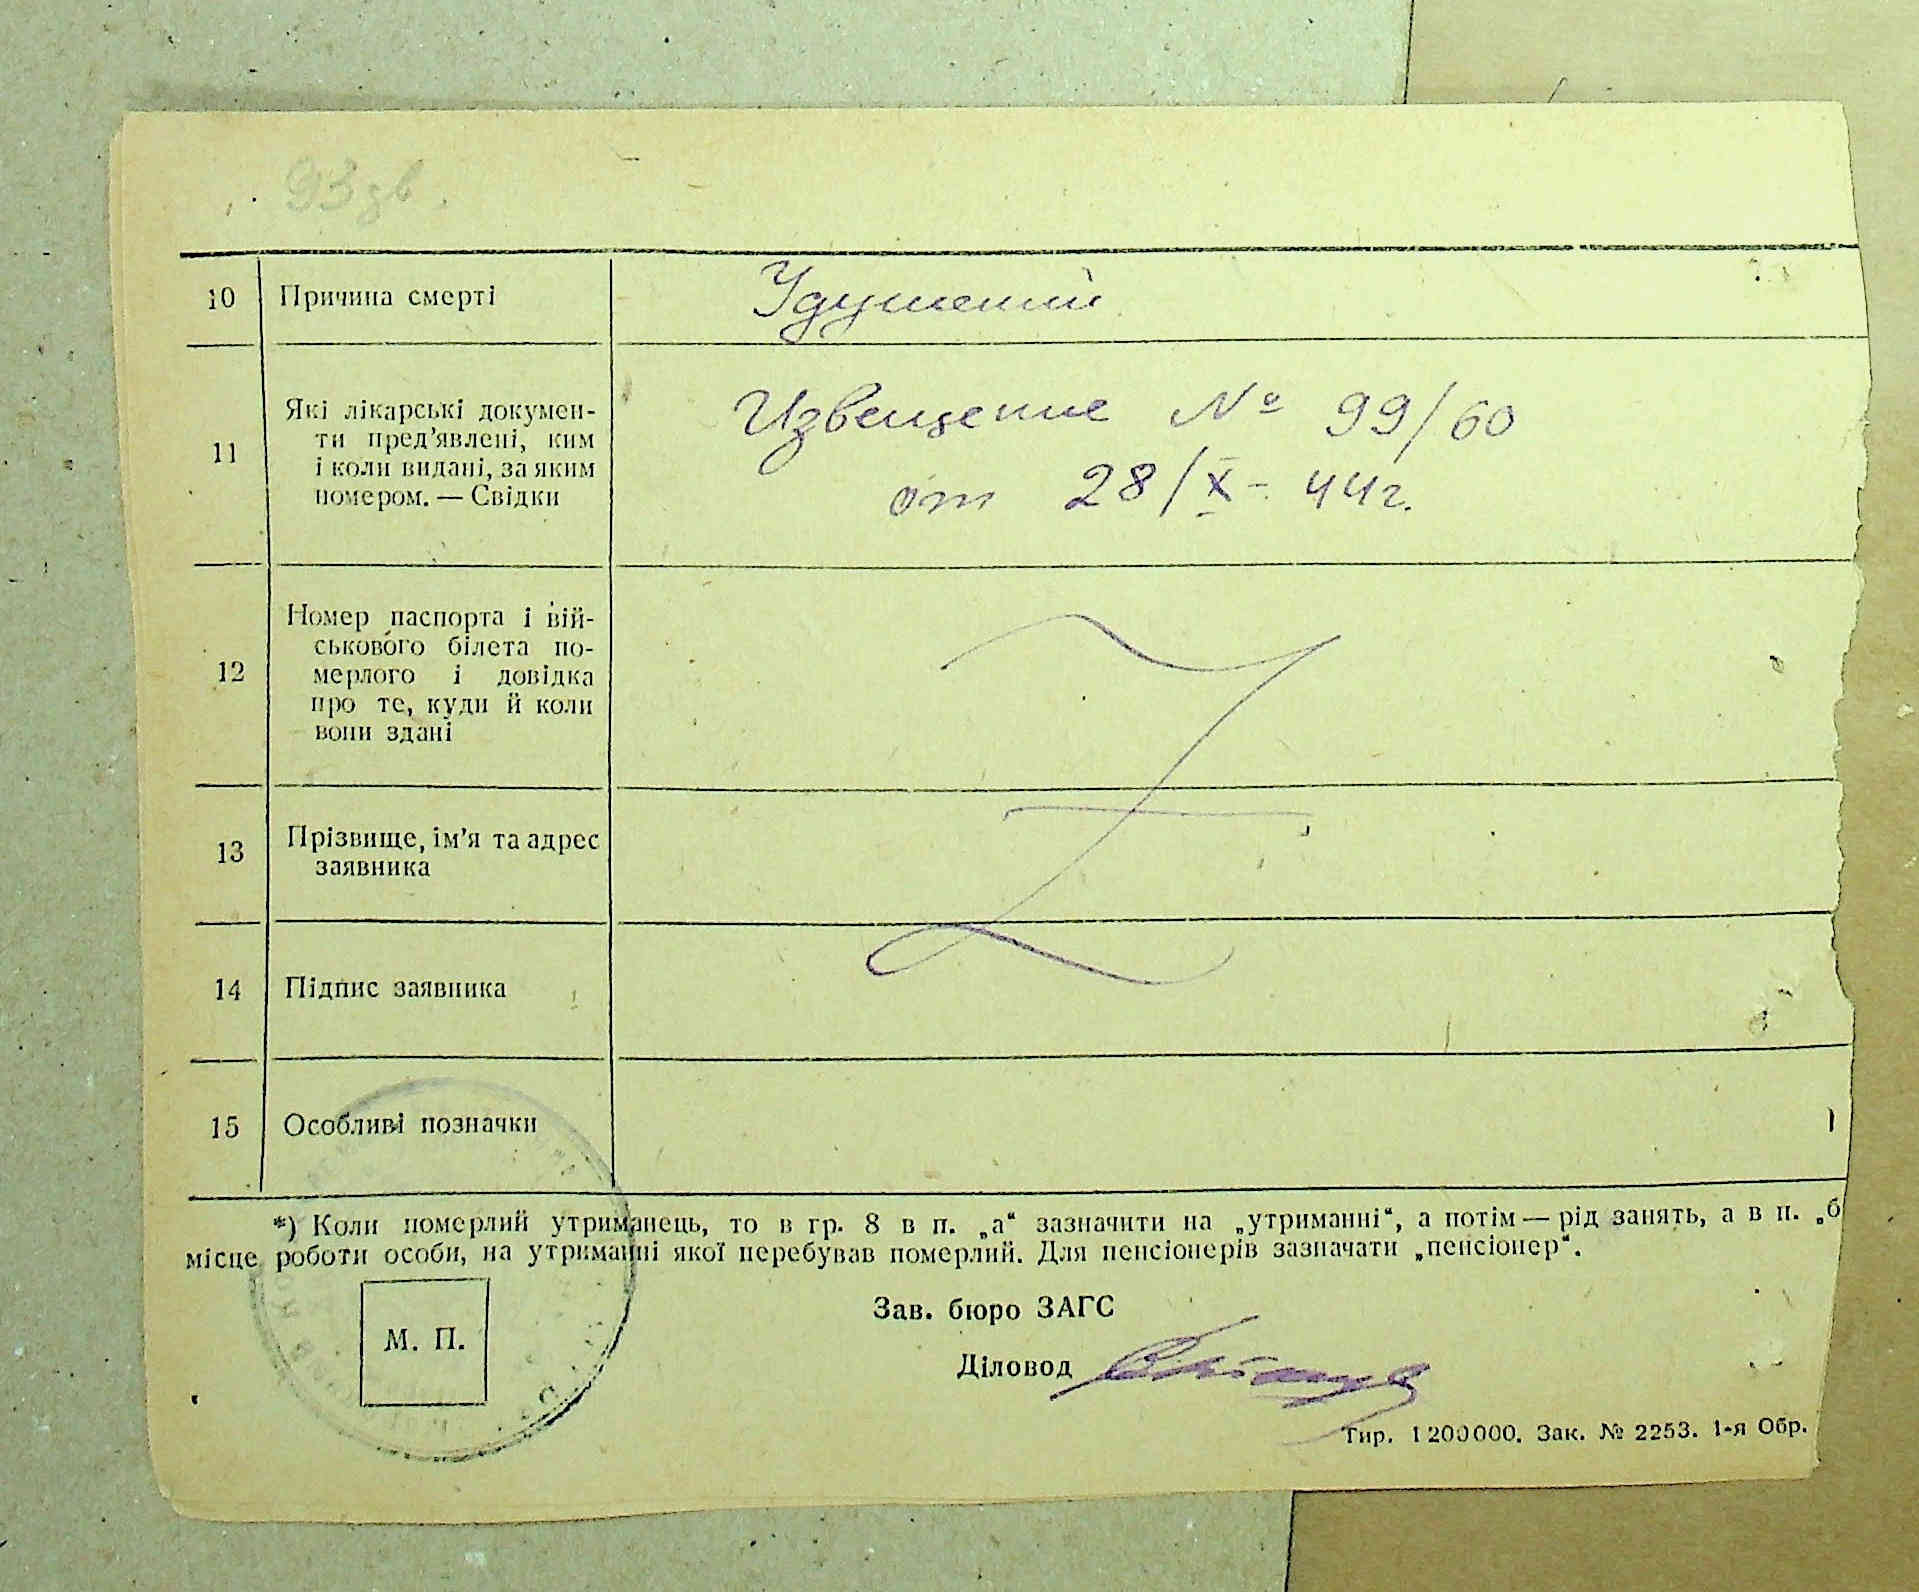 93 зв.
10 Причина смерті Удушений
11 Які лікарські докумен-
ти пред'явлені, ким
і коли видані, за яким
номером. — Свідки
Извещение № 99/60
от 28/X - 44г.
12 Номер паспорта і вій-
ськового білета по-
мерлого і довідка
про те, куди й коли
вони здані
13 Прізвище, ім'я та адрес
заявника
14 Підпис заявника
15 Особливі позначки
*) Коли померлий утриманець, то в гр. 8 в п. „а“ зазначити на „утриманні“, а потім — рід занять, а в п. „б
місце роботи особи, на утриманні якої перебував померлий. Для пенсіонерів зазначати „пенсіонер“.
М. П.
Зав. бюро ЗАГС
Діловод
Тир. 1200000. Зак. № 2253. 1-я Обр.